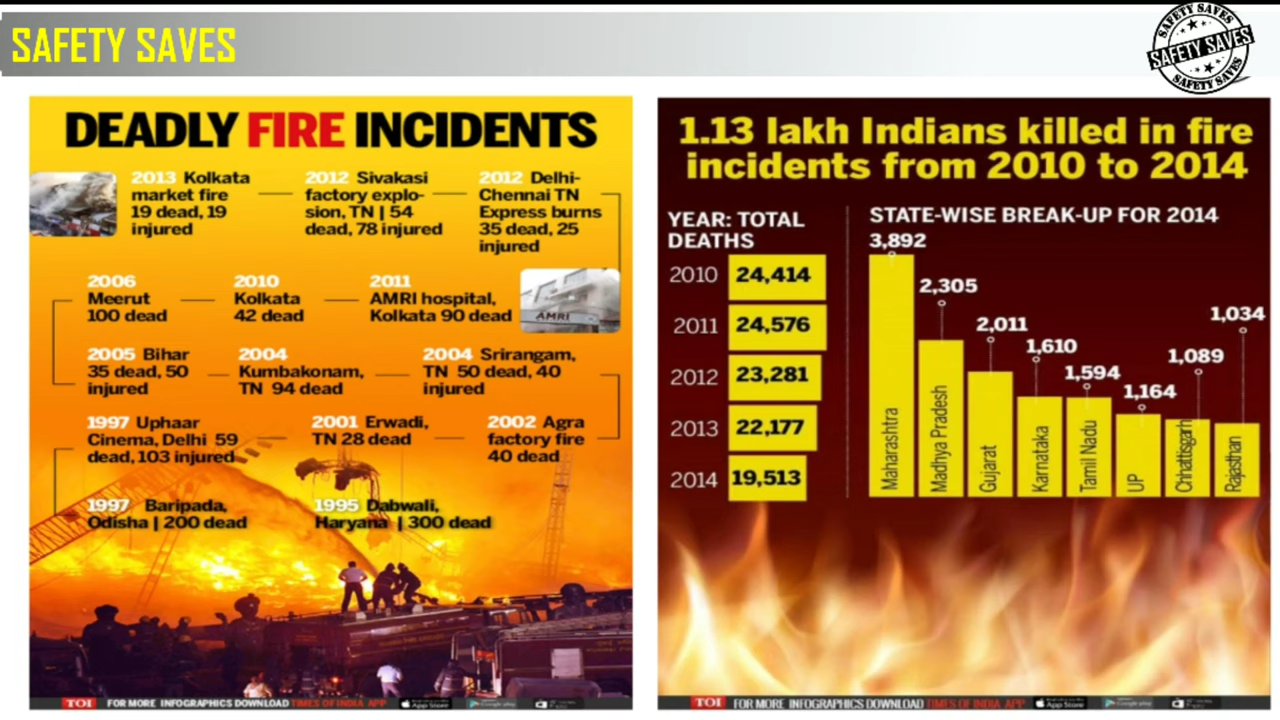 SAFETY SAVES
SAFETY SAVES
SAFETY SAVES
SAFETY SAVES
DEADLY FIRE INCIDENTS
2013 Kolkata
market fire
19 dead, 19
injured
2012 Sivakasi
factory explo-
sion, TN | 54
dead, 78 injured
2012 Delhi-
Chennai TN
Express burns
35 dead, 25
injured
2006
Meerut
100 dead
2010
Kolkata
42 dead
2011
AMRI hospital,
Kolkata 90 dead
AMRI
2005 Bihar
35 dead, 50
injured
2004
Kumbakonam,
TN 94 dead
2004 Srirangam,
TN 50 dead, 40
injured
1997 Uphaar
Cinema, Delhi 59
dead, 103 injured
2001 Erwadi,
TN 28 dead
2002 Agra
factory fire
40 dead
1997 Baripada,
Odisha | 200 dead
1995 Dabwali,
Haryana | 300 dead
TOI FOR MORE INFOGRAPHICS DOWNLOAD TIMES OF INDIA APP App Store Google play
1.13 lakh Indians killed in fire
incidents from 2010 to 2014
YEAR: TOTAL
DEATHS
2010 24,414
2011 24,576
2012 23,281
2013 22,177
2014 19,513
STATE-WISE BREAK-UP FOR 2014
3,892
2,305
2,011
1,610
1,594
1,164
1,089
1,034
Maharashtra
Madhya Pradesh
Gujarat
Karnataka
Tamil Nadu
UP
Chhattisgarh
Rajasthan
TOI FOR MORE INFOGRAPHICS DOWNLOAD TIMES OF INDIA APP App Store Google play